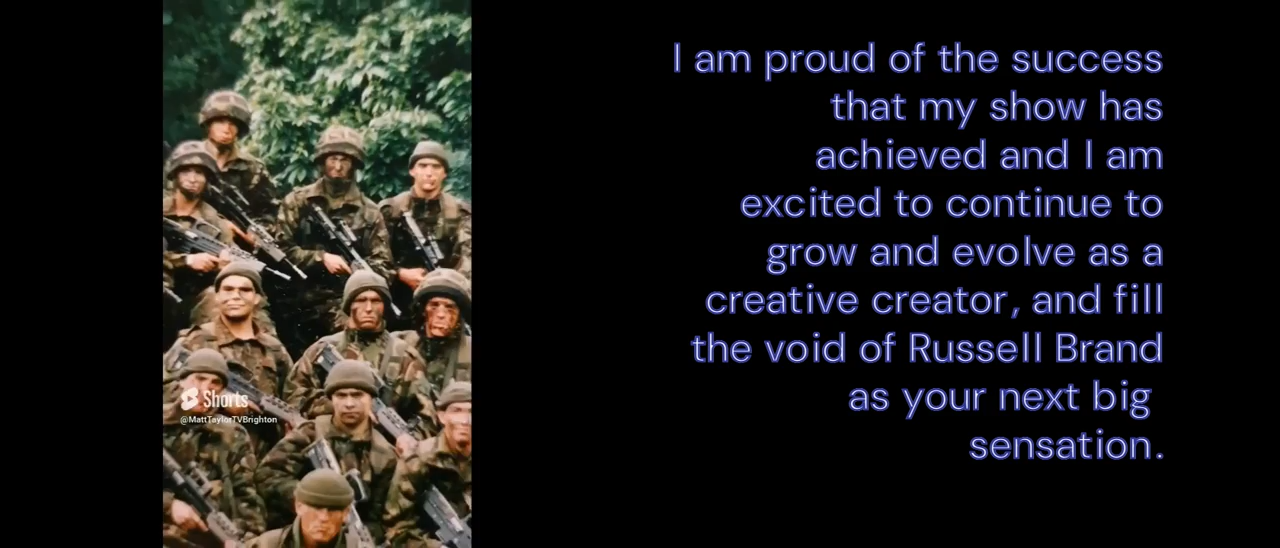 Shorts
@MattTaylorTVBrighton
I am proud of the success
that my show has
achieved and I am
excited to continue to
grow and evolve as a
creative creator, and fill
the void of Russell Brand
as your next big
sensation.